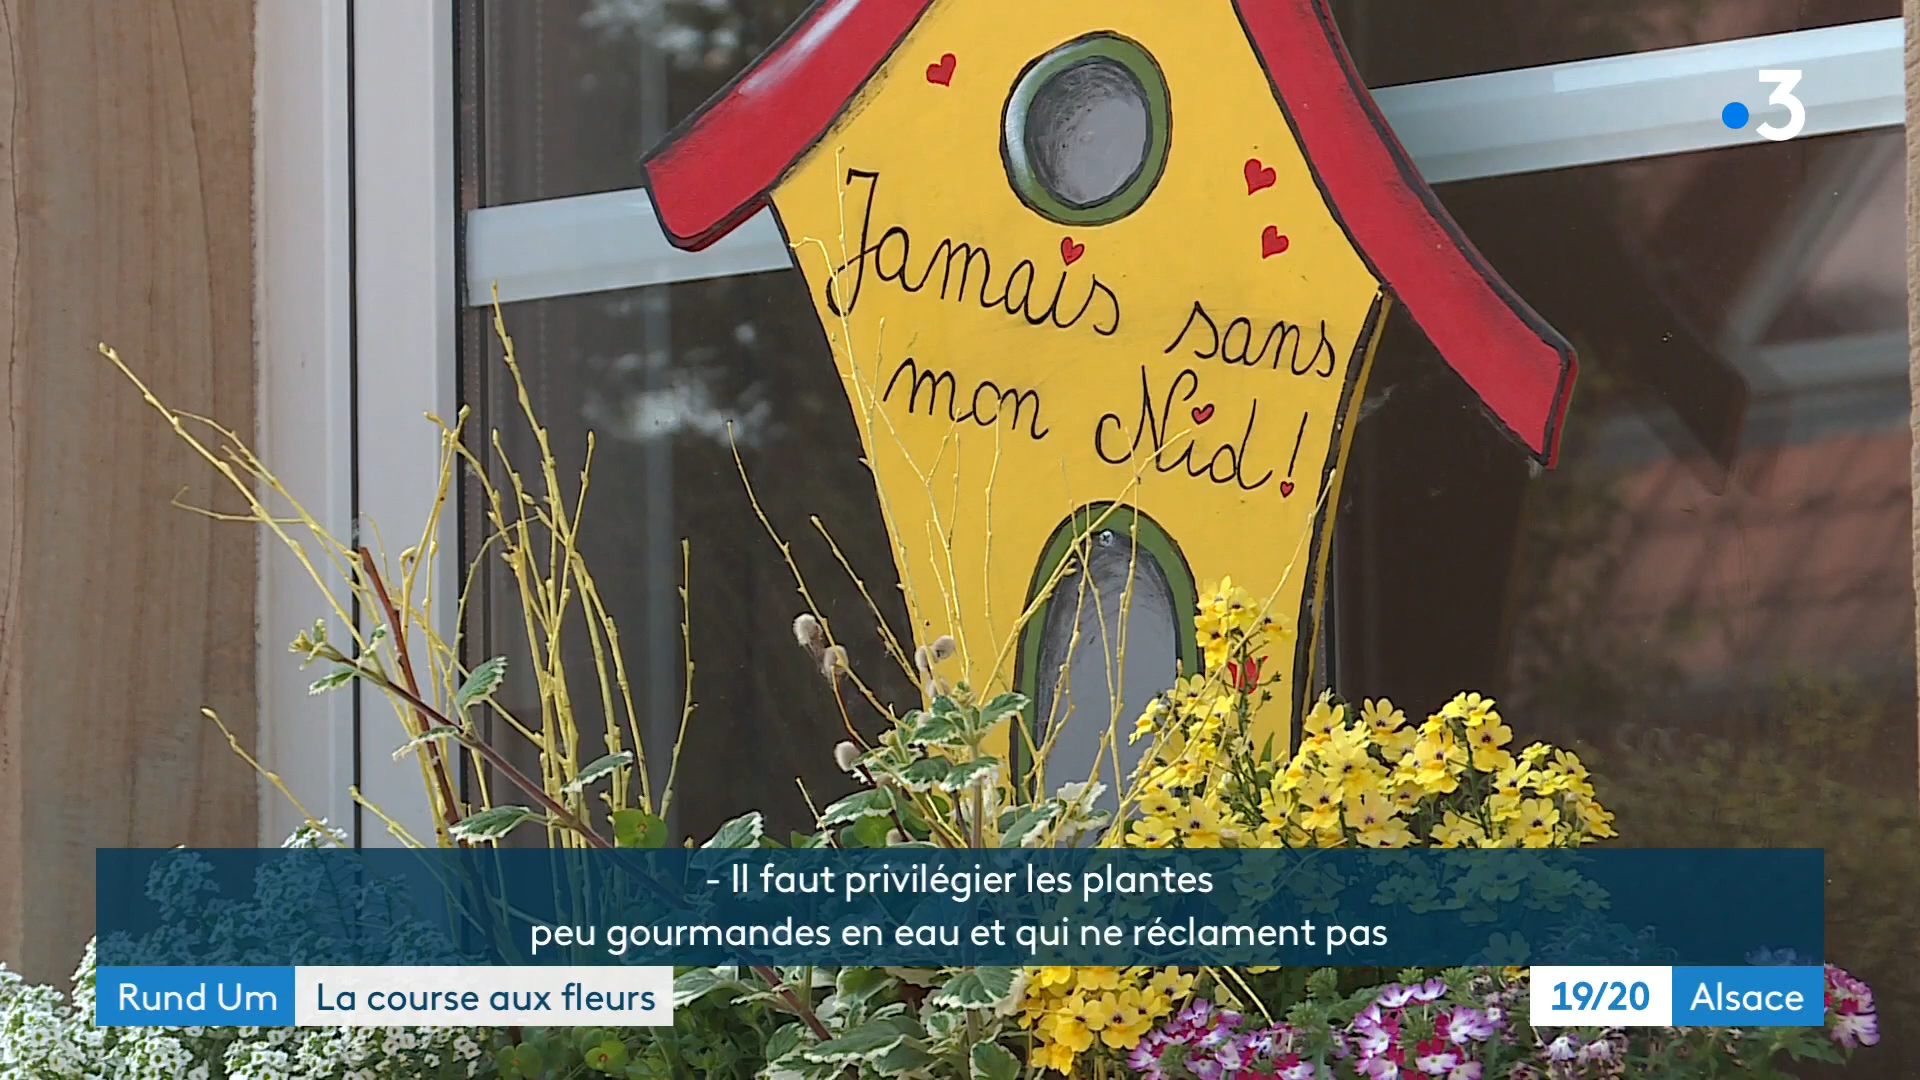 3
Jamais sans
mon Nid!
- Il faut privilégier les plantes
peu gourmandes en eau et qui ne réclament pas
Rund Um La course aux fleurs
19/20 Alsace